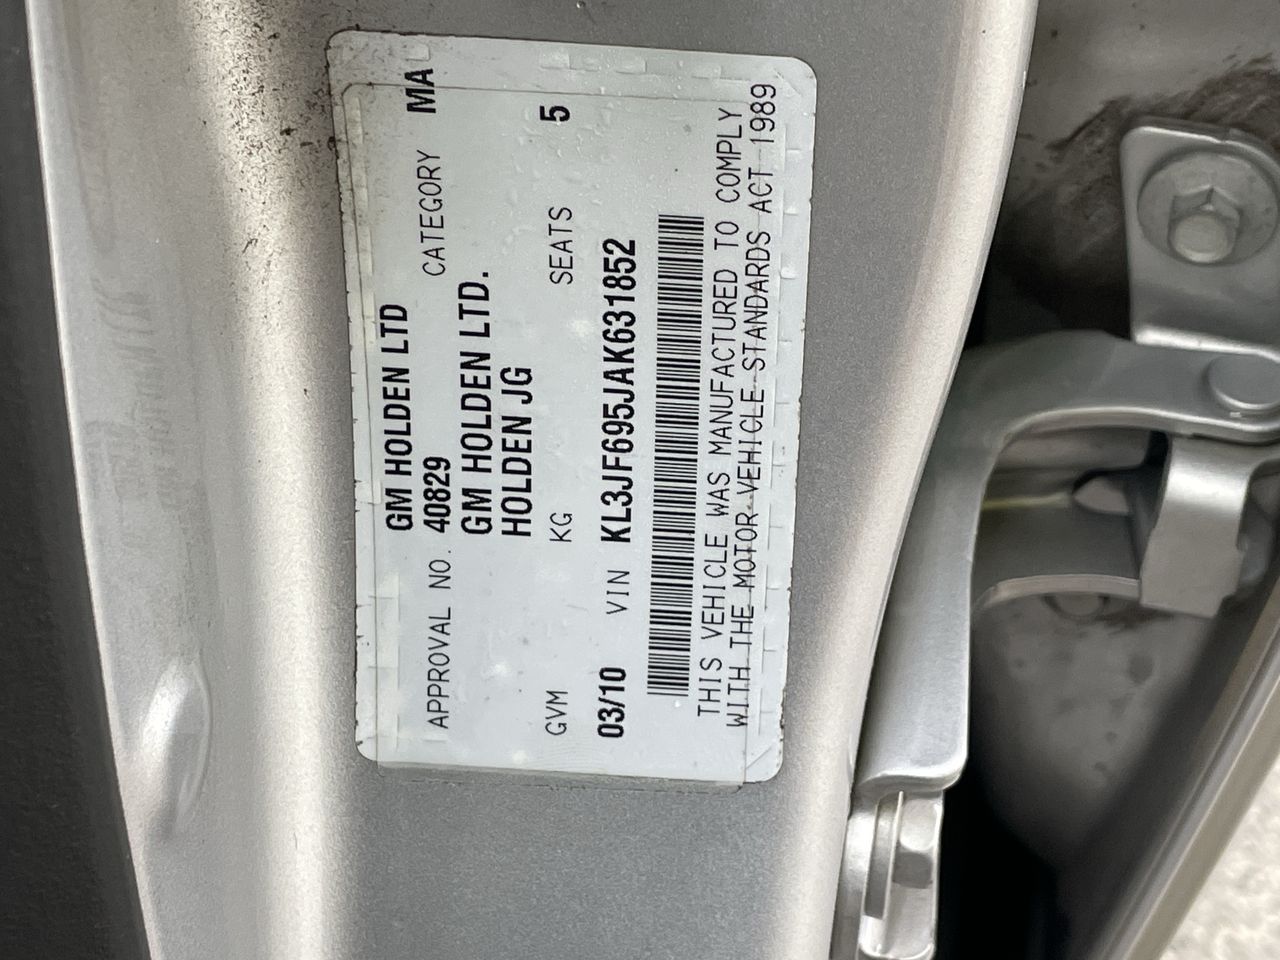 GM HOLDEN LTD
APPROVAL NO. 40829 CATEGORY MA
GM HOLDEN LTD.
HOLDEN JG
GVM KG SEATS 5
03/10 VIN KL3JF695JAK631852
THIS VEHICLE WAS MANUFACTURED TO COMPLY
WITH THE MOTOR VEHICLE STANDARDS ACT 1989